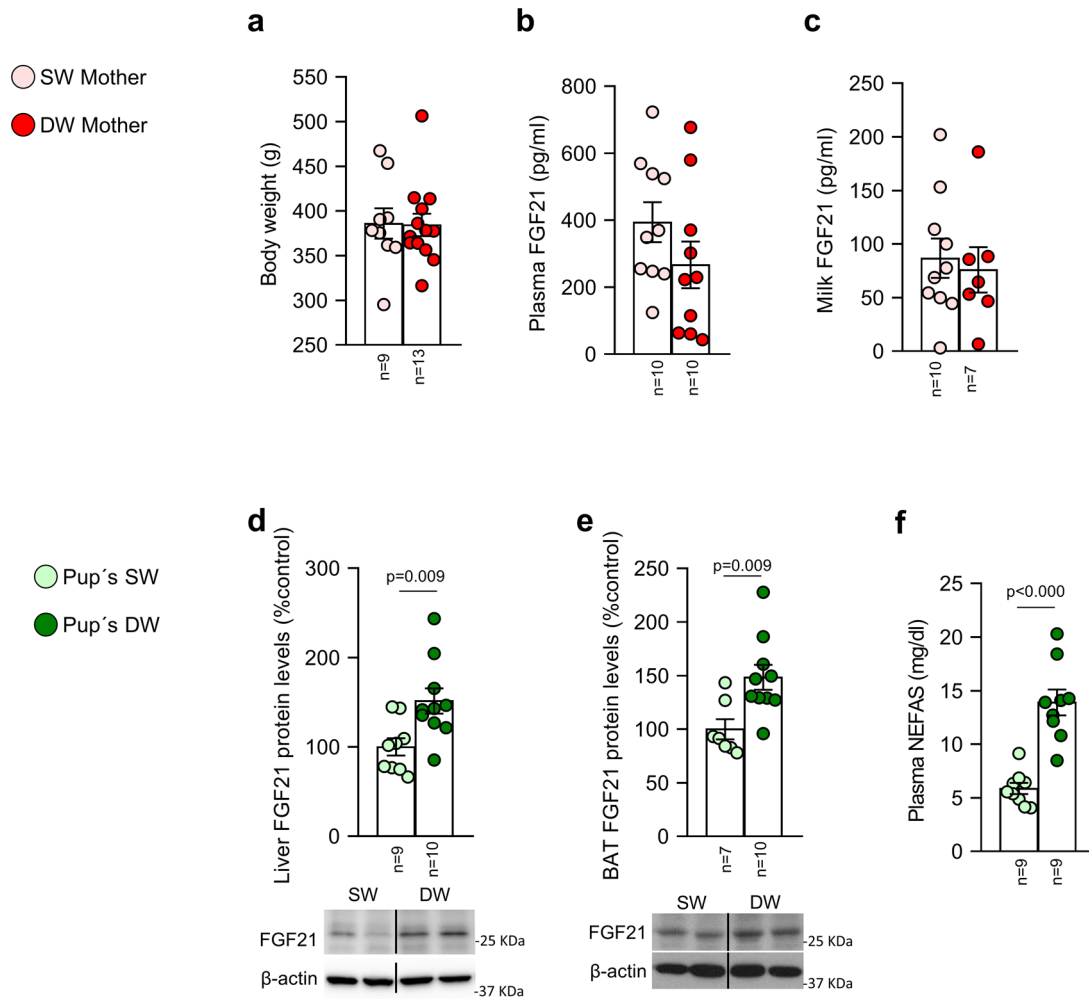 a
b
c
SW Mother
DW Mother
Body weight (g)
550
500
450
400
350
300
250
n=9
n=13
Plasma FGF21 (pg/ml)
800
600
400
200
0
n=10
n=10
Milk FGF21 (pg/ml)
250
200
150
100
50
0
n=10
n=7
d
e
f
Pup´s SW
Pup´s DW
Liver FGF21 protein levels (%control)
300
200
100
0
p=0.009
n=9
n=10
SW DW
FGF21
-25 KDa
β-actin
-37 KDa
BAT FGF21 protein levels (%control)
250
200
150
100
50
0
p=0.009
n=7
n=10
SW DW
FGF21
-25 KDa
β-actin
-37 KDa
Plasma NEFAS (mg/dl)
25
20
15
10
5
0
p<0.000
n=9
n=9